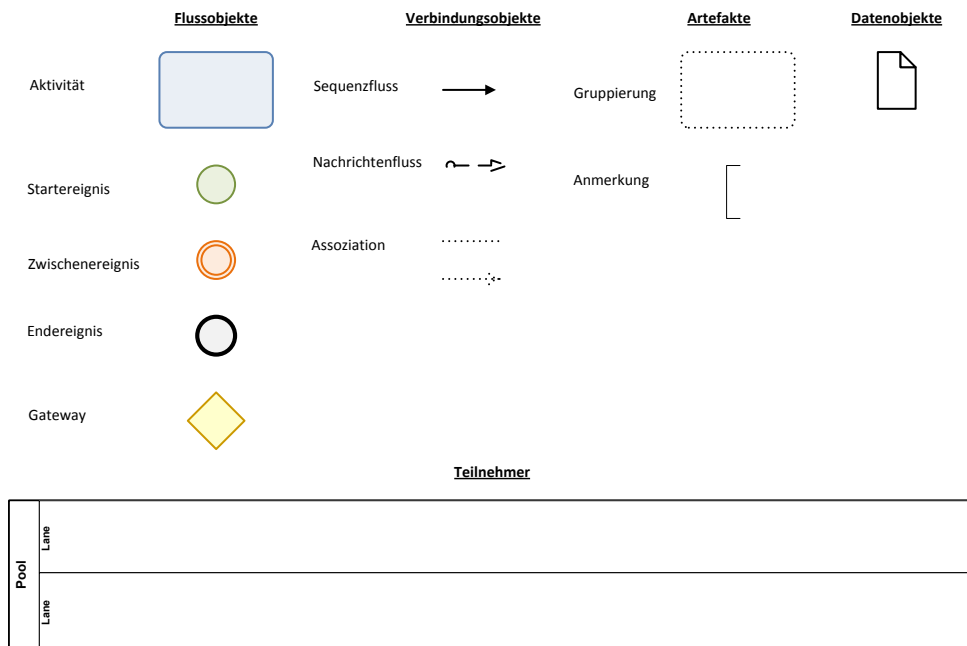 Flussobjekte
Verbindungsobjekte
Artefakte
Datenobjekte
Aktivität
Sequenzfluss
Gruppierung
Nachrichtenfluss
Anmerkung
Startereignis
Assoziation
Zwischenereignis
Endereignis
Gateway
Teilnehmer
Pool
Lane
Lane